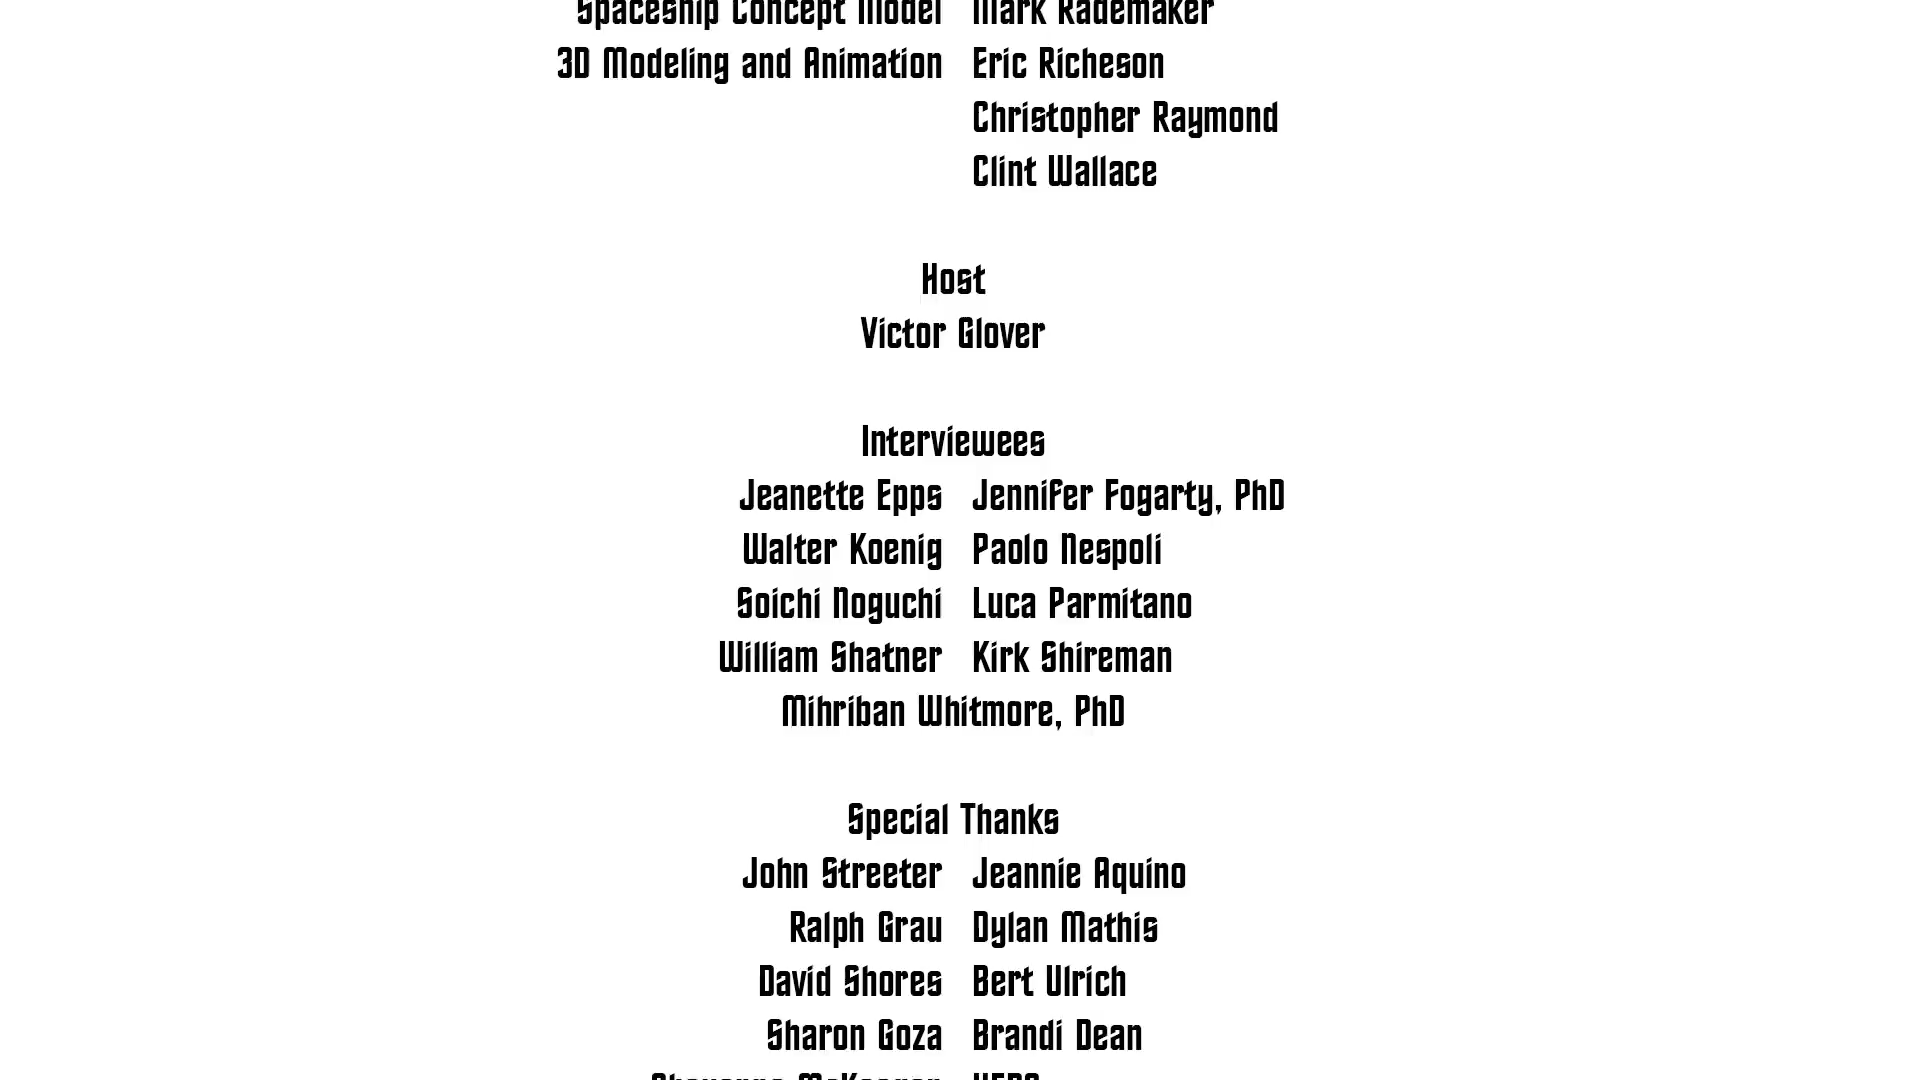 Spaceship Concept Model Mark Rademaker
3D Modeling and Animation Eric Richeson
Christopher Raymond
Clint Wallace
Host
Victor Glover
Interviewees
Jeanette Epps Jennifer Fogarty, PhD
Walter Koenig Paolo Nespoli
Soichi Noguchi Luca Parmitano
William Shatner Kirk Shireman
Mihriban Whitmore, PhD
Special Thanks
John Streeter Jeannie Aquino
Ralph Grau Dylan Mathis
David Shores Bert Ulrich
Sharon Goza Brandi Dean